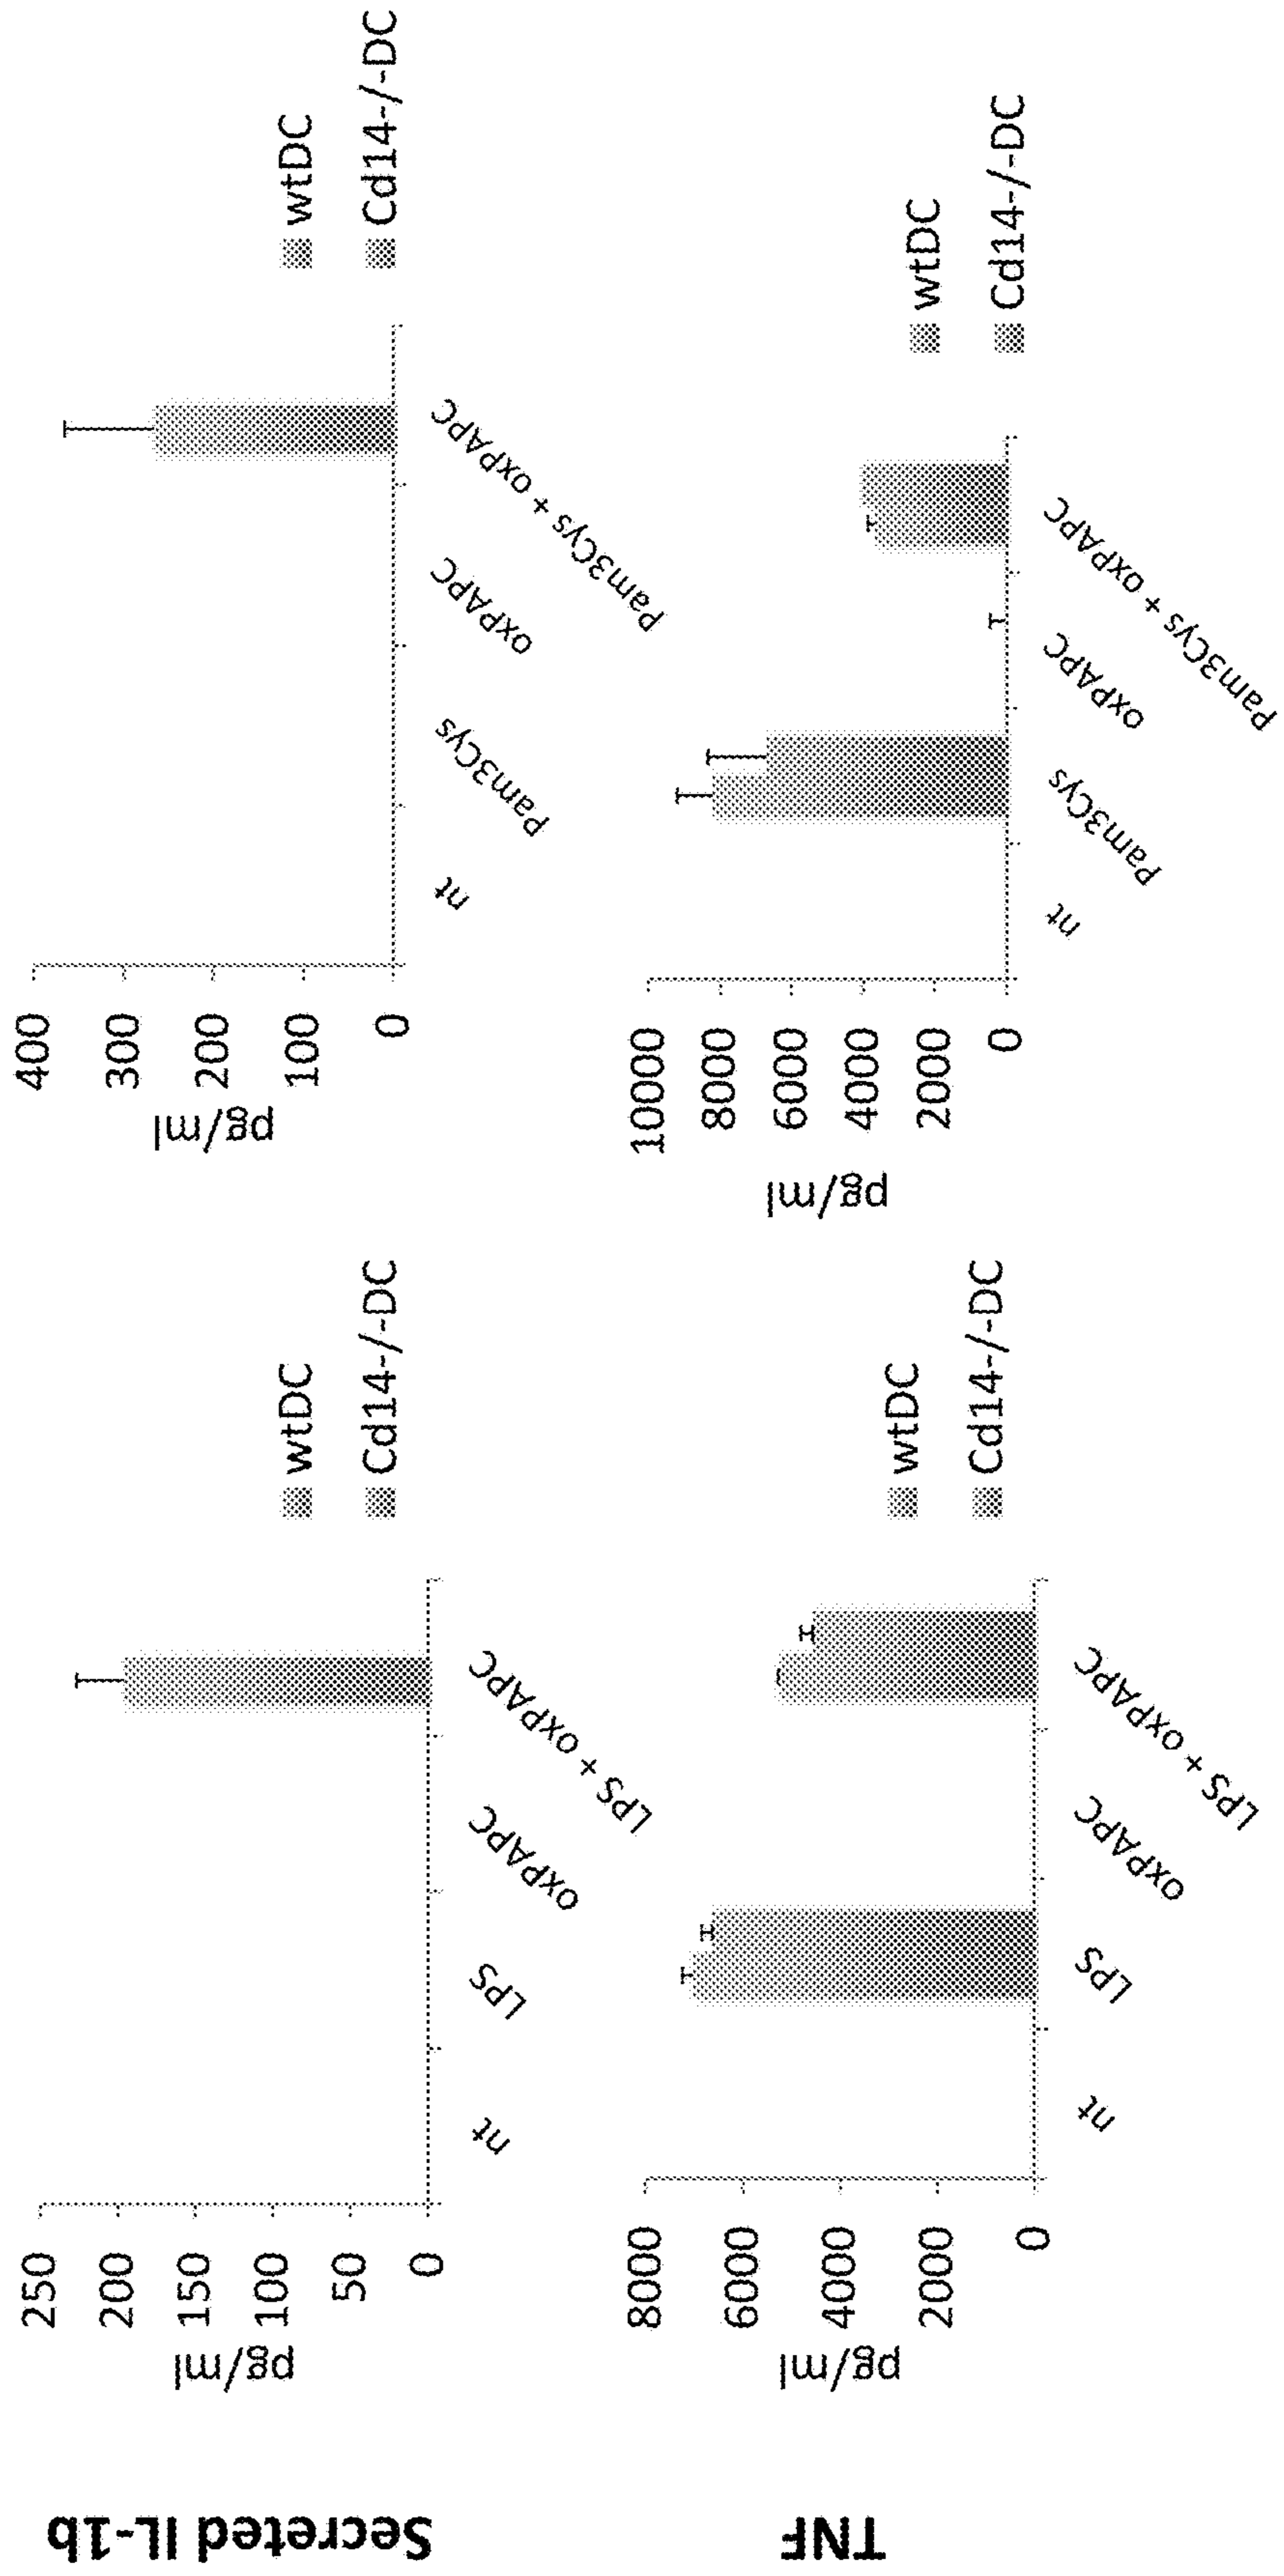 Secreted IL-1b
pg/ml
250
200
150
100
50
0
nt
LPS
oxPAPC
LPS + oxPAPC
wtDC
Cd14-/-DC
pg/ml
400
300
200
100
0
nt
Pam3Cys
oxPAPC
Pam3Cys + oxPAPC
wtDC
Cd14-/-DC
TNF
pg/ml
8000
6000
4000
2000
0
nt
LPS
oxPAPC
LPS + oxPAPC
wtDC
Cd14-/-DC
pg/ml
10000
8000
6000
4000
2000
0
nt
Pam3Cys
oxPAPC
Pam3Cys + oxPAPC
wtDC
Cd14-/-DC